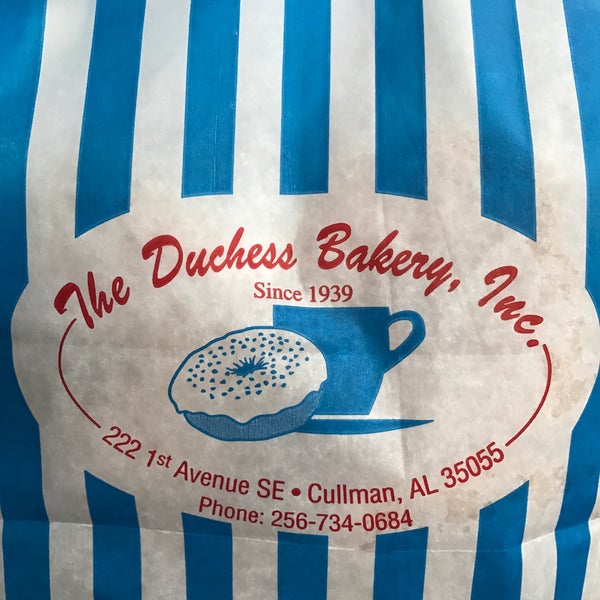 The Duchess Bakery, Inc.
Since 1939
222 1st Avenue SE • Cullman, AL 35055
Phone: 256-734-0684